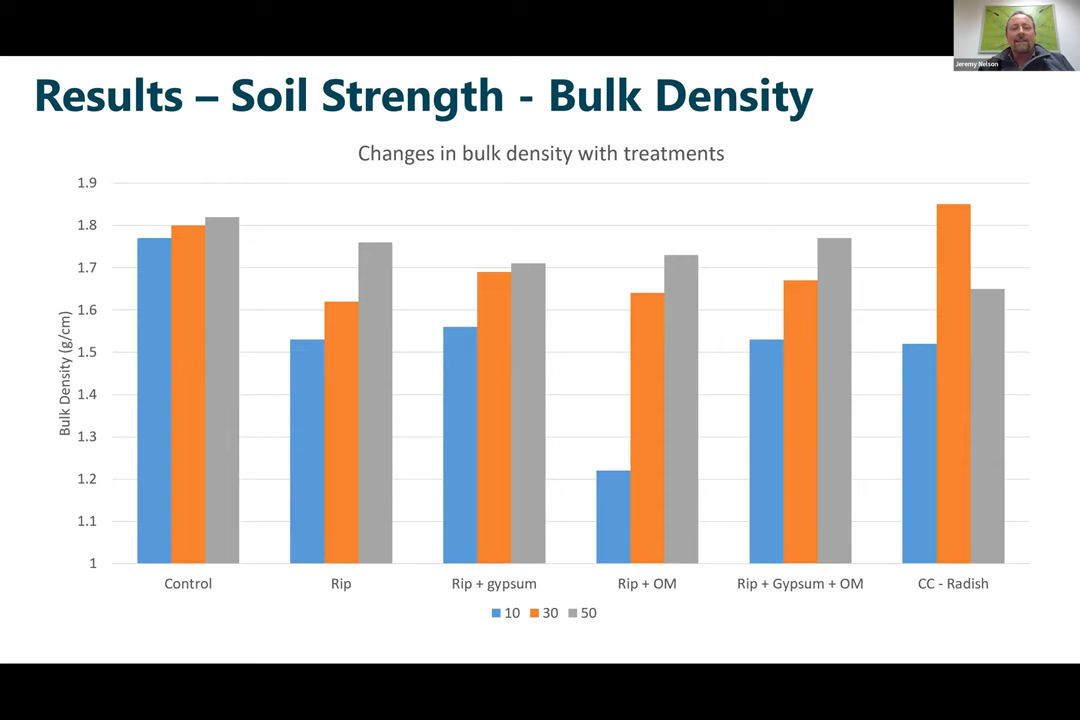 Jeremy Nelson
Results – Soil Strength - Bulk Density
Changes in bulk density with treatments
Bulk Density (g/cm)
1.9
1.8
1.7
1.6
1.5
1.4
1.3
1.2
1.1
1
Control Rip Rip + gypsum Rip + OM Rip + Gypsum + OM CC - Radish
10 30 50